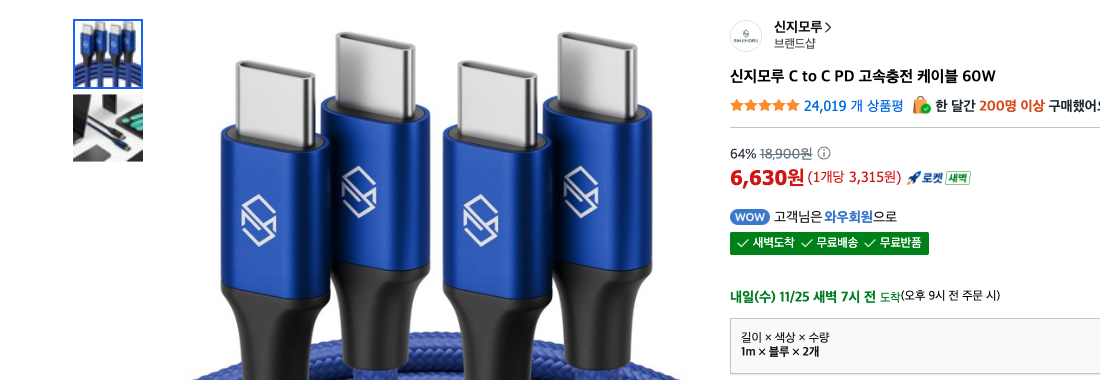 SINJIMORU
신지모루
브랜드샵
신지모루 C to C PD 고속충전 케이블 60W
24,019 개 상품평 한 달간 200명 이상 구매했어요
64% 18,900원
6,630원 (1개당 3,315원) 로켓 새벽
WOW 고객님은 와우회원으로
새벽도착 무료배송 무료반품
내일(수) 11/25 새벽 7시 전 도착(오후 9시 전 주문 시)
길이 × 색상 × 수량
1m × 블루 × 2개